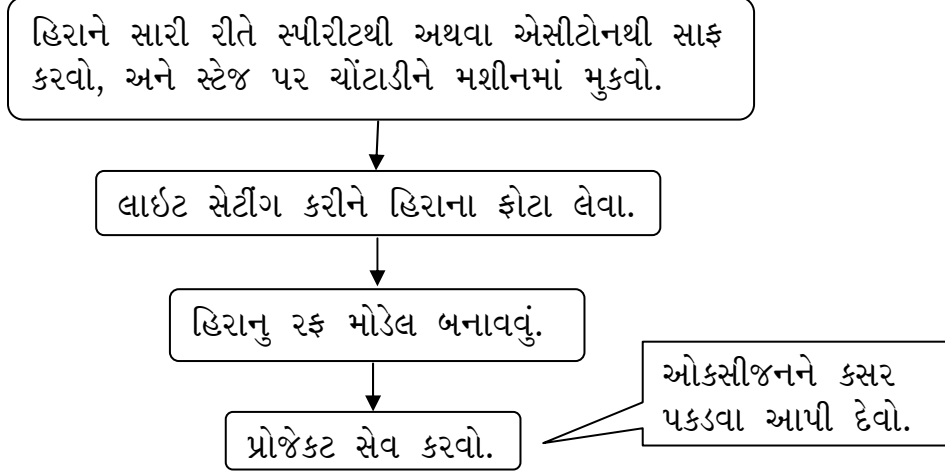 હિરાને સારી રીતે સ્પીરીટથી અથવા એસીટોનથી સાફ
કરવો, અને સ્ટેજ પર ચોંટાડીને મશીનમાં મુકવો.
લાઇટ સેટીંગ કરીને હિરાના ફોટા લેવા.
હિરાનુ રફ મોડેલ બનાવવું.
ઓકસીજનને કસર
પકડવા આપી દેવો.
પ્રોજેકટ સેવ કરવો.